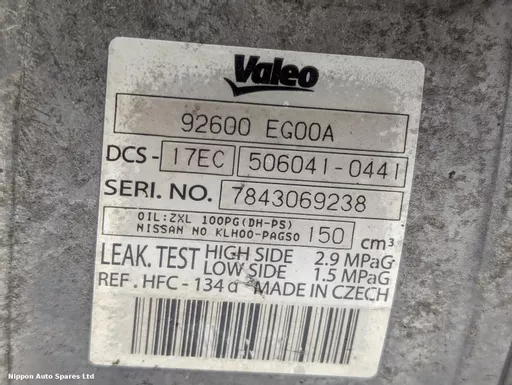 Valeo
92600 EG00A
DCS-17EC 506041-0441
SERI. NO. 7843069238
OIL:ZXL 100PG(DH-PS)
NISSAN NO KLH00-PAGS0 150 cm³
LEAK. TEST HIGH SIDE 2.9 MPaG
LOW SIDE 1.5 MPaG
REF. HFC-134a MADE IN CZECH
Nippon Auto Spares Ltd